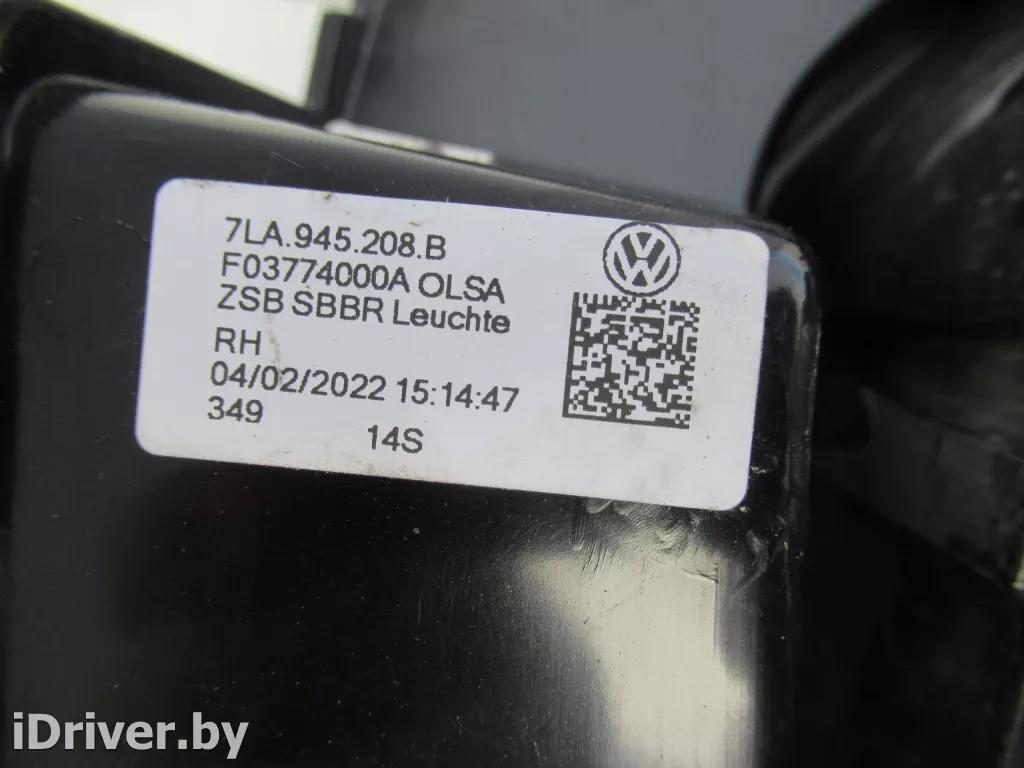 7LA.945.208.B
F03774000A OLSA
ZSB SBBR Leuchte
RH
04/02/2022 15:14:47
349
14S
iDriver.by